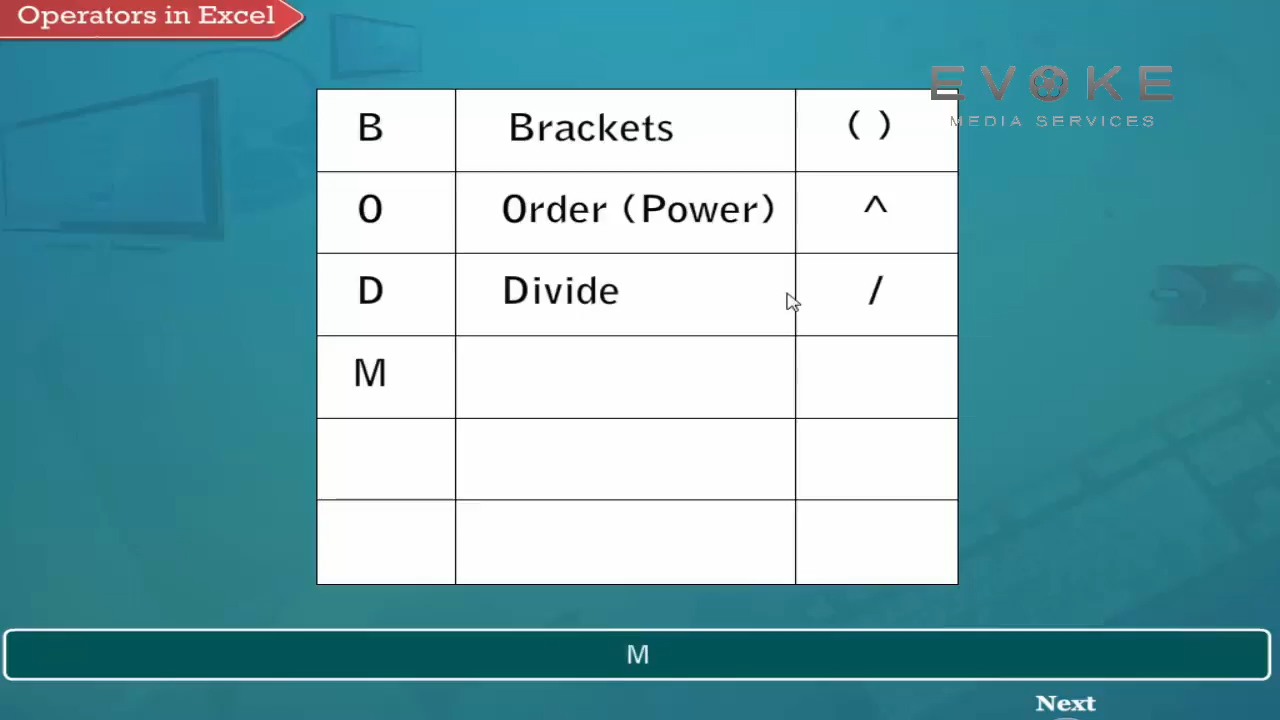 Operators in Excel
EVOKE
MEDIA SERVICES
B Brackets ( )
O Order (Power) ^
D Divide /
M
M
Next